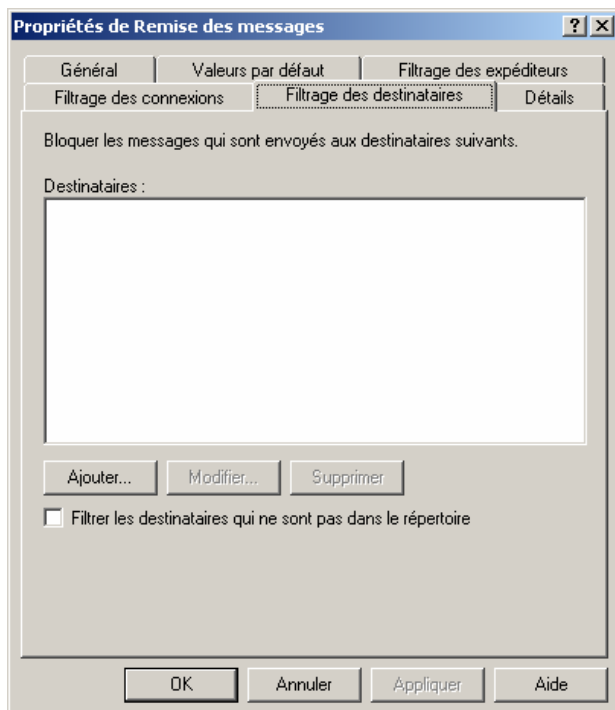 Propriétés de Remise des messages
Général Valeurs par défaut Filtrage des expéditeurs
Filtrage des connexions Filtrage des destinataires Détails
Bloquer les messages qui sont envoyés aux destinataires suivants.
Destinataires :
Ajouter... Modifier... Supprimer
Filtrer les destinataires qui ne sont pas dans le répertoire
OK Annuler Appliquer Aide